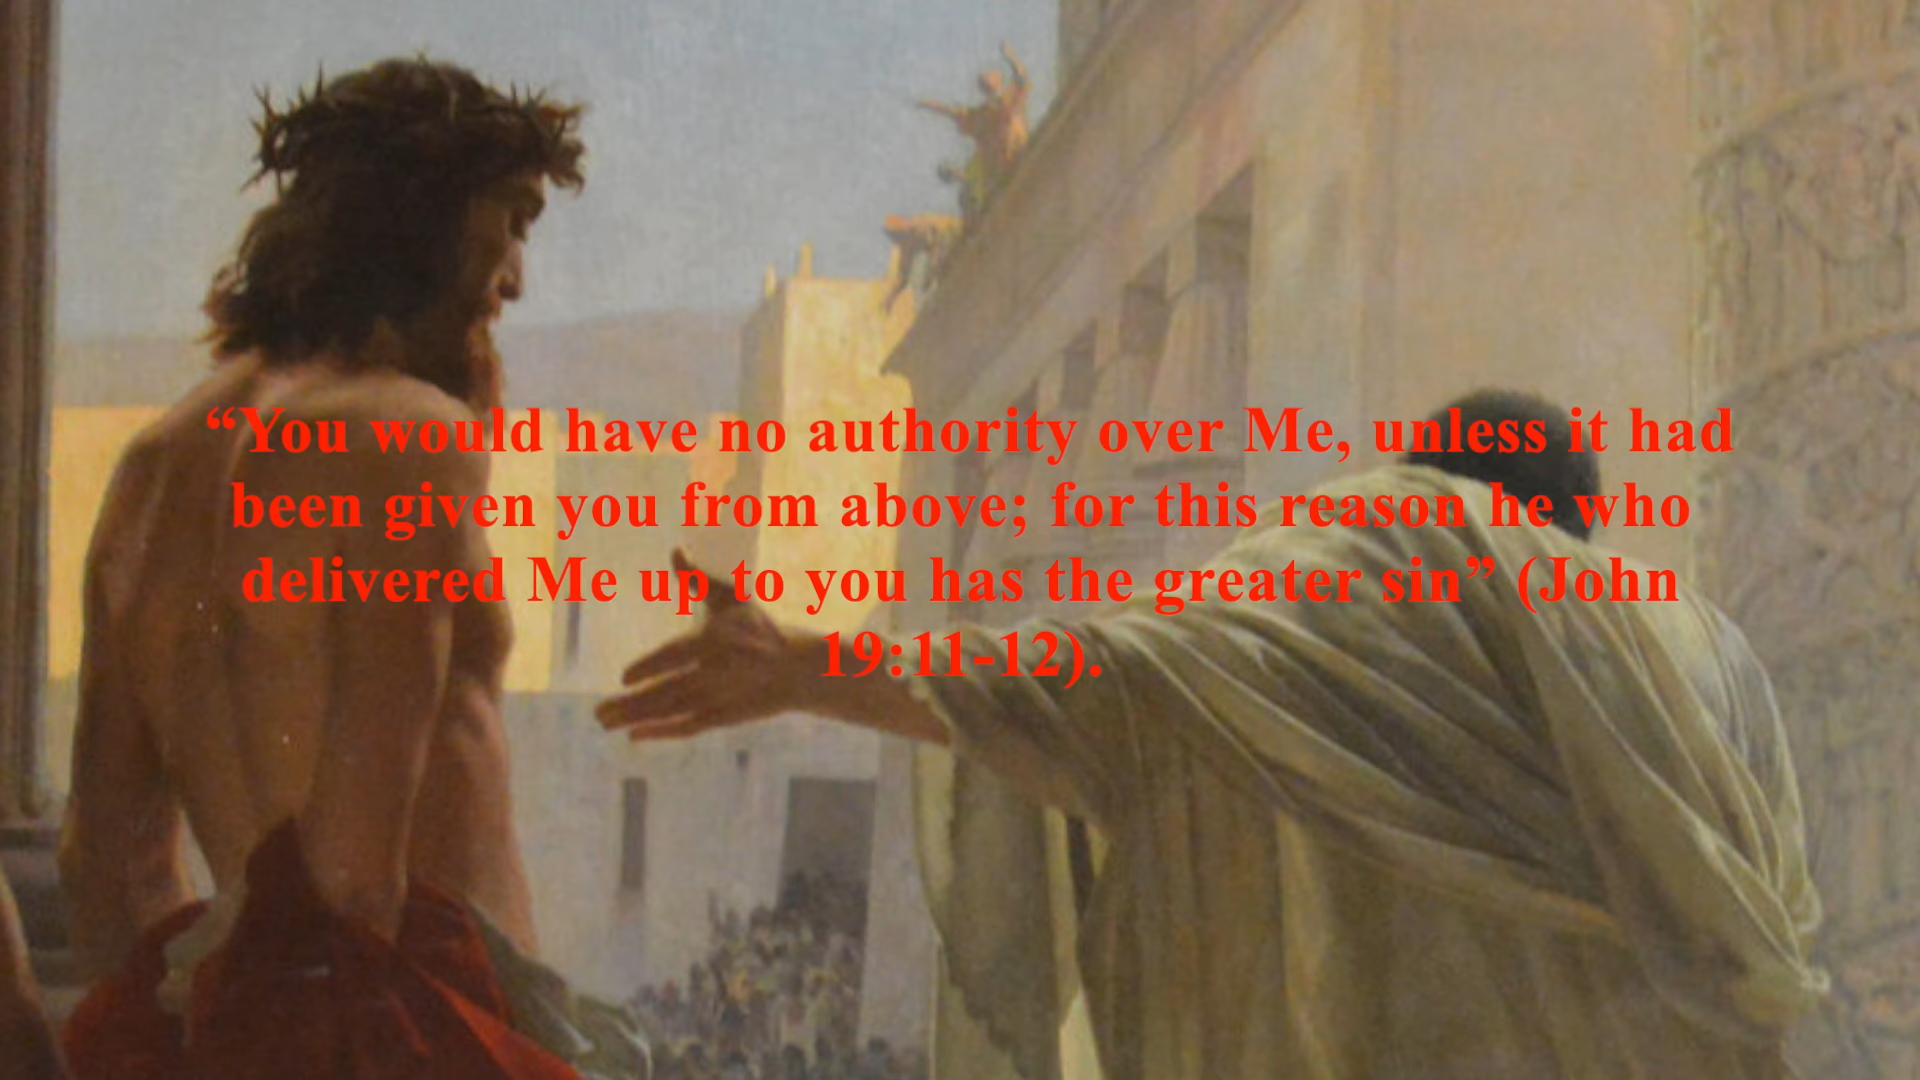 “You would have no authority over Me, unless it had
been given you from above; for this reason he who
delivered Me up to you has the greater sin” (John
19:11-12).